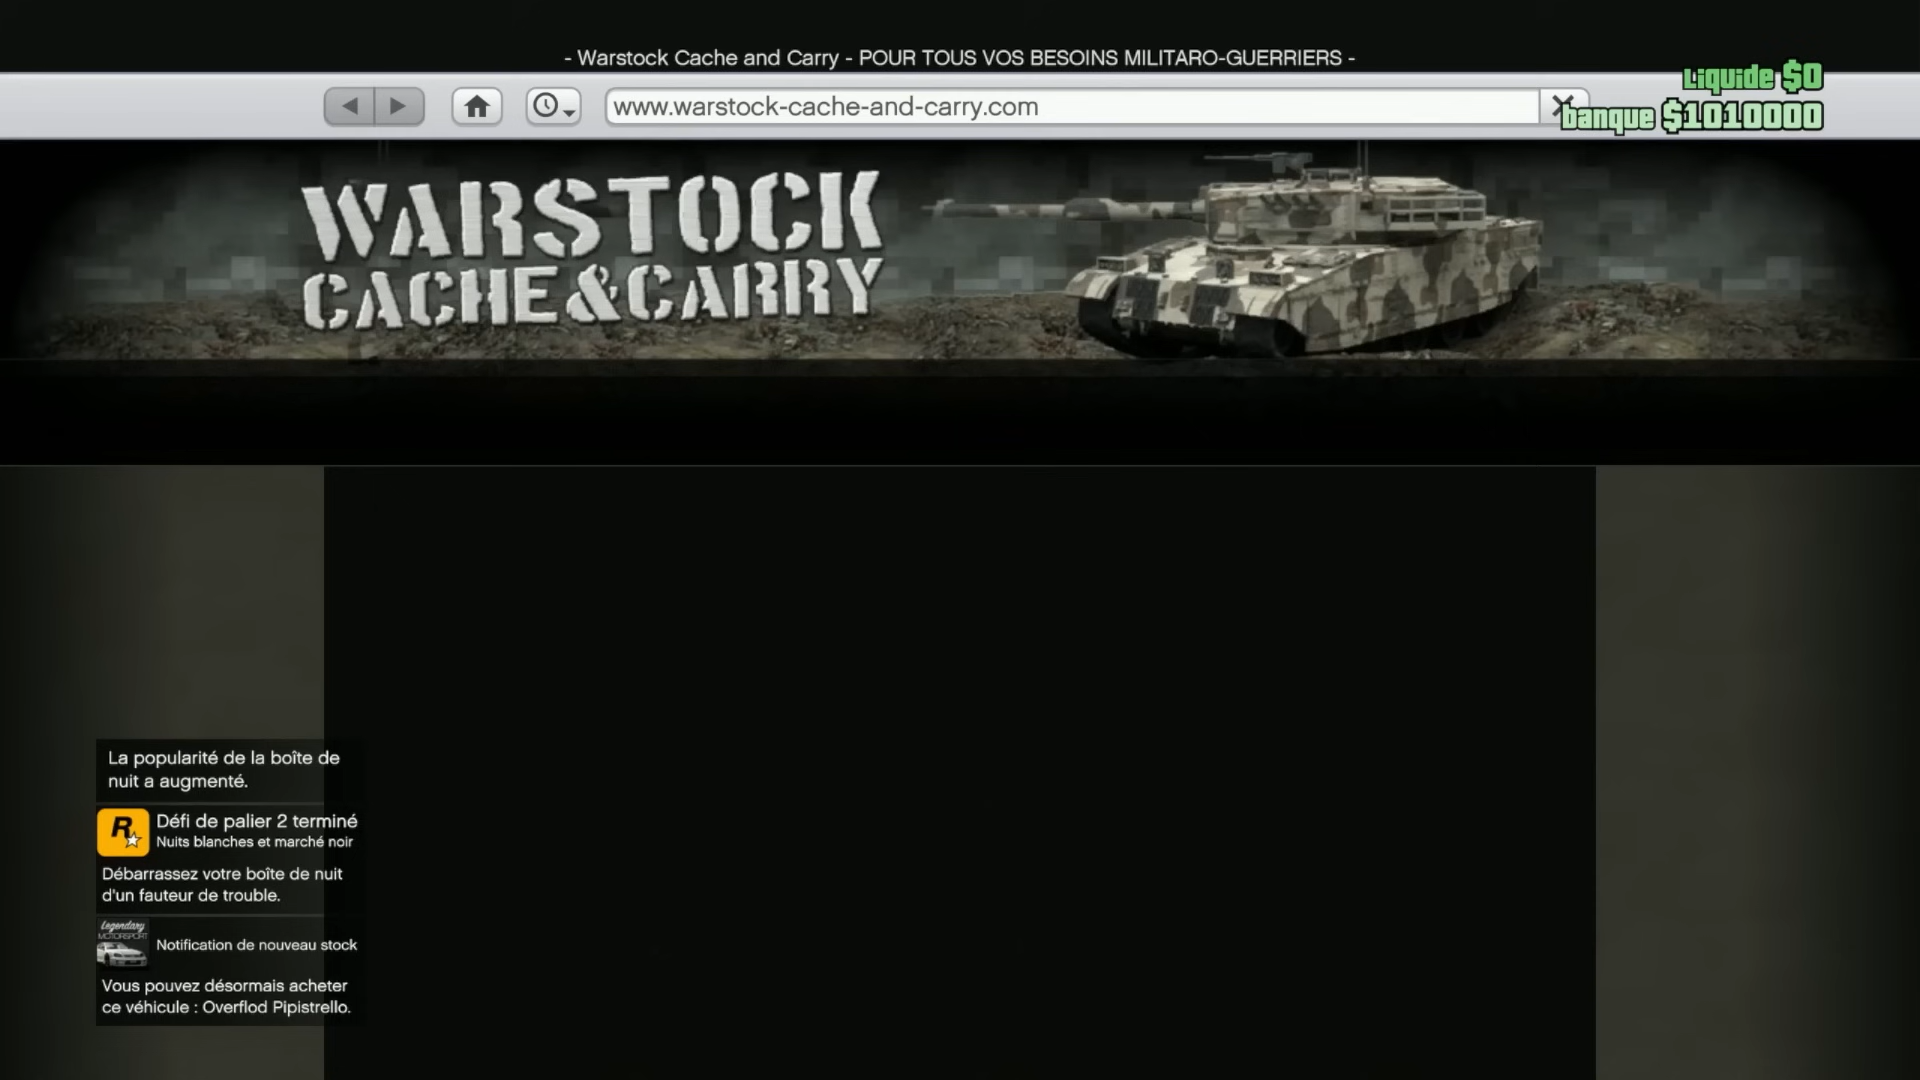 - Warstock Cache and Carry - POUR TOUS VOS BESOINS MILITARO-GUERRIERS -
Liquide $0
www.warstock-cache-and-carry.com
banque $1010000
WARSTOCK
CACHE & CARRY
La popularité de la boîte de
nuit a augmenté.
Défi de palier 2 terminé
Nuits blanches et marché noir
Débarrassez votre boîte de nuit
d'un fauteur de trouble.
Legendary
MOTORSPORT
Notification de nouveau stock
Vous pouvez désormais acheter
ce véhicule : Overflod Pipistrello.